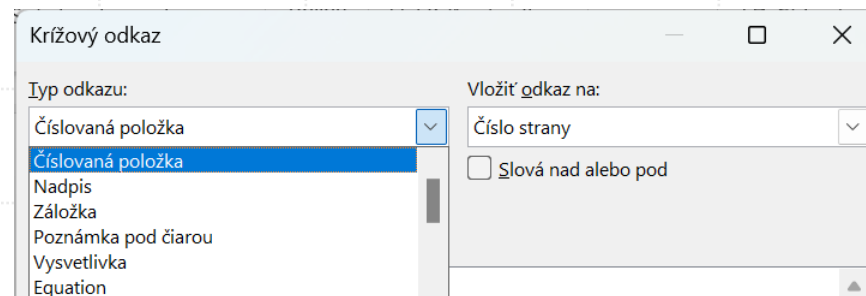 Krížový odkaz
Typ odkazu:
Vložiť odkaz na:
Číslovaná položka
Číslo strany
Číslovaná položka
Slová nad alebo pod
Nadpis
Záložka
Poznámka pod čiarou
Vysvetlivka
Equation